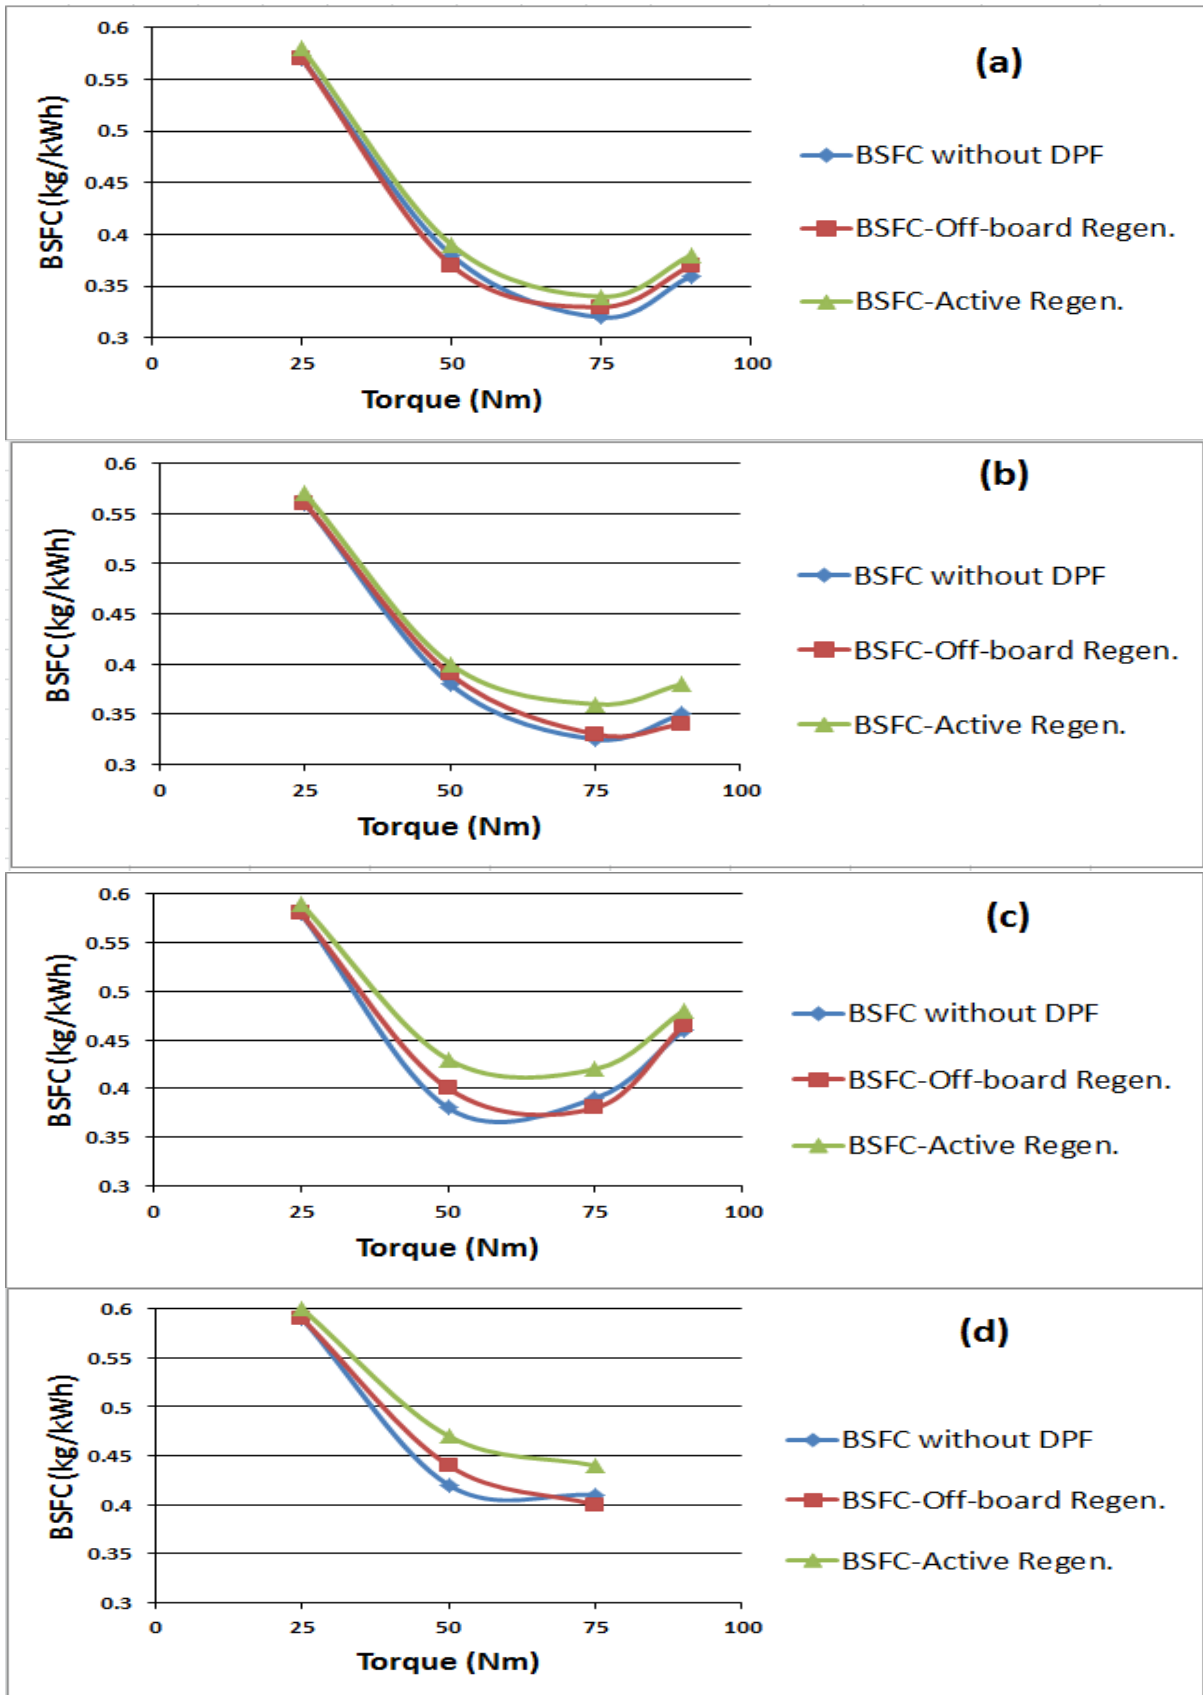 (a)
0.6
0.55
0.5
0.45
0.4
0.35
0.3
BSFC(kg/kWh)
0 25 50 75 100
Torque (Nm)
BSFC without DPF
BSFC-Off-board Regen.
BSFC-Active Regen.
(b)
0.6
0.55
0.5
0.45
0.4
0.35
0.3
BSFC(kg/kWh)
0 25 50 75 100
Torque (Nm)
BSFC without DPF
BSFC-Off-board Regen.
BSFC-Active Regen.
(c)
0.6
0.55
0.5
0.45
0.4
0.35
0.3
BSFC(kg/kWh)
0 25 50 75 100
Torque (Nm)
BSFC without DPF
BSFC-Off-board Regen.
BSFC-Active Regen.
(d)
0.6
0.55
0.5
0.45
0.4
0.35
0.3
BSFC(kg/kWh)
0 25 50 75 100
Torque (Nm)
BSFC without DPF
BSFC-Off-board Regen.
BSFC-Active Regen.